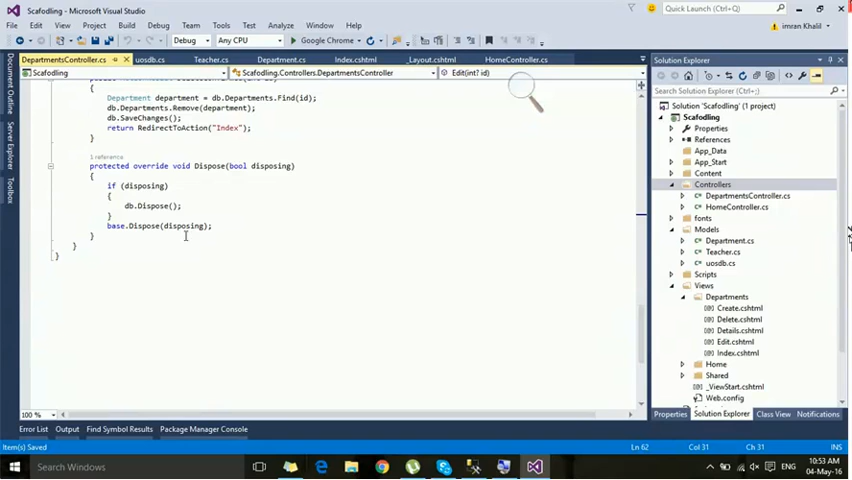 Scafodling - Microsoft Visual Studio
Quick Launch (Ctrl+Q)
File Edit View Project Build Debug Team Tools Test Analyze Window Help
imran Khalil
Debug Any CPU Google Chrome
DepartmentsController.cs uosdb.cs Teacher.cs Department.cs Index.cshtml _Layout.cshtml HomeController.cs
Scafodling Scafodling.Controllers.DepartmentsController Edit(int? id)
{
Department department = db.Departments.Find(id);
db.Departments.Remove(department);
db.SaveChanges();
return RedirectToAction("Index");
}
1 reference
protected override void Dispose(bool disposing)
{
if (disposing)
{
db.Dispose();
}
base.Dispose(disposing);
}
}
}
100 %
Document Outline
Server Explorer
Toolbox
Solution Explorer
Search Solution Explorer (Ctrl+;)
Solution 'Scafodling' (1 project)
Scafodling
Properties
References
App_Data
App_Start
Content
Controllers
DepartmentsController.cs
HomeController.cs
fonts
Models
Department.cs
Teacher.cs
uosdb.cs
Scripts
Views
Departments
Create.cshtml
Delete.cshtml
Details.cshtml
Edit.cshtml
Index.cshtml
Home
Shared
_ViewStart.cshtml
Web.config
Properties Solution Explorer Class View Notifications
Error List Output Find Symbol Results Package Manager Console
Item(s) Saved Ln 62 Col 31 Ch 31 INS
Search Windows
ENG
10:53 AM
04-May-16